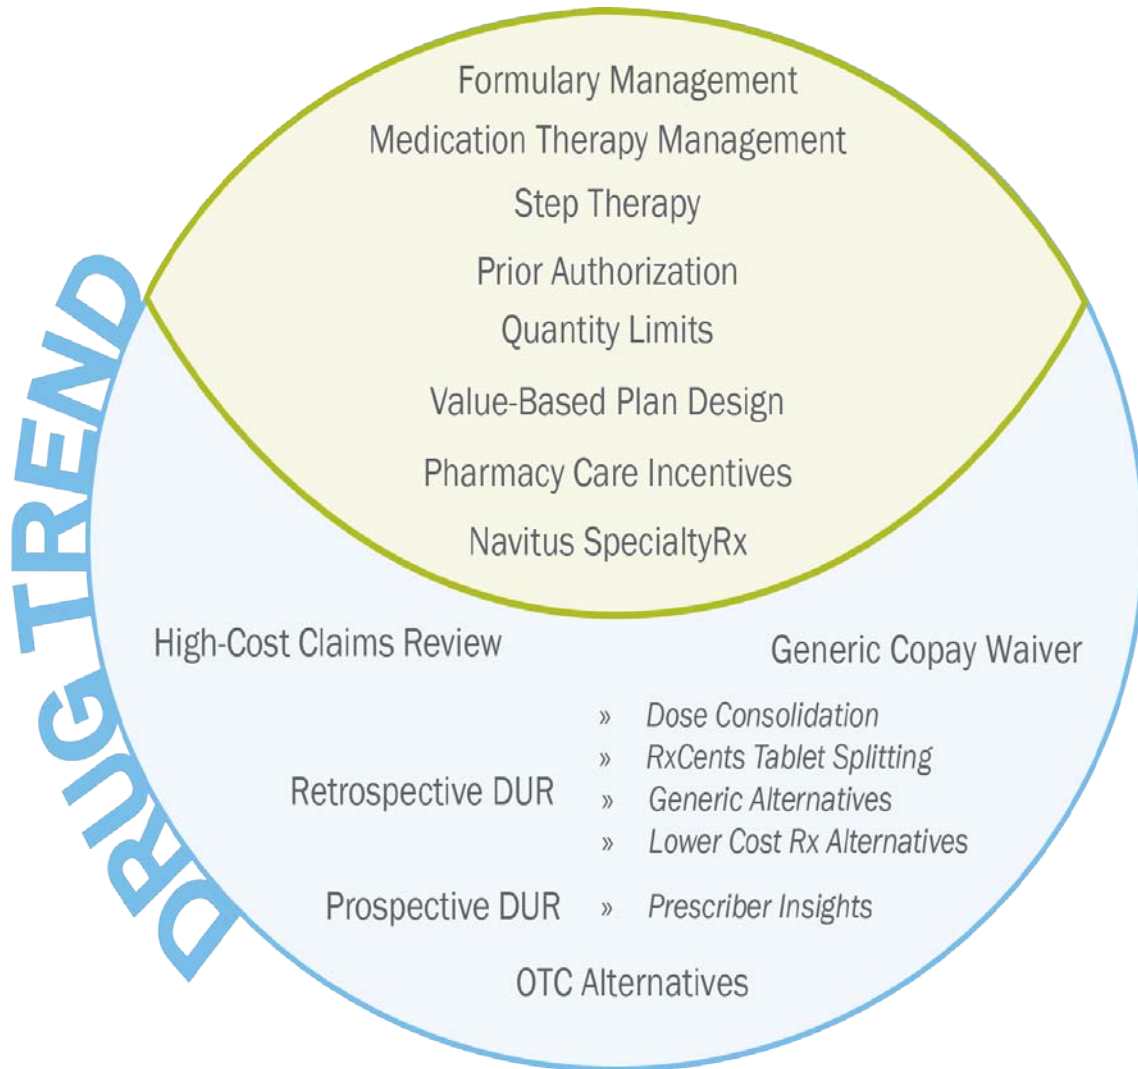 Formulary Management
Medication Therapy Management
Step Therapy
Prior Authorization
Quantity Limits
Value-Based Plan Design
Pharmacy Care Incentives
Navitus SpecialtyRx
DRUG TREND
High-Cost Claims Review
Generic Copay Waiver
Retrospective DUR
» Dose Consolidation
» RxCents Tablet Splitting
» Generic Alternatives
» Lower Cost Rx Alternatives
Prospective DUR » Prescriber Insights
OTC Alternatives